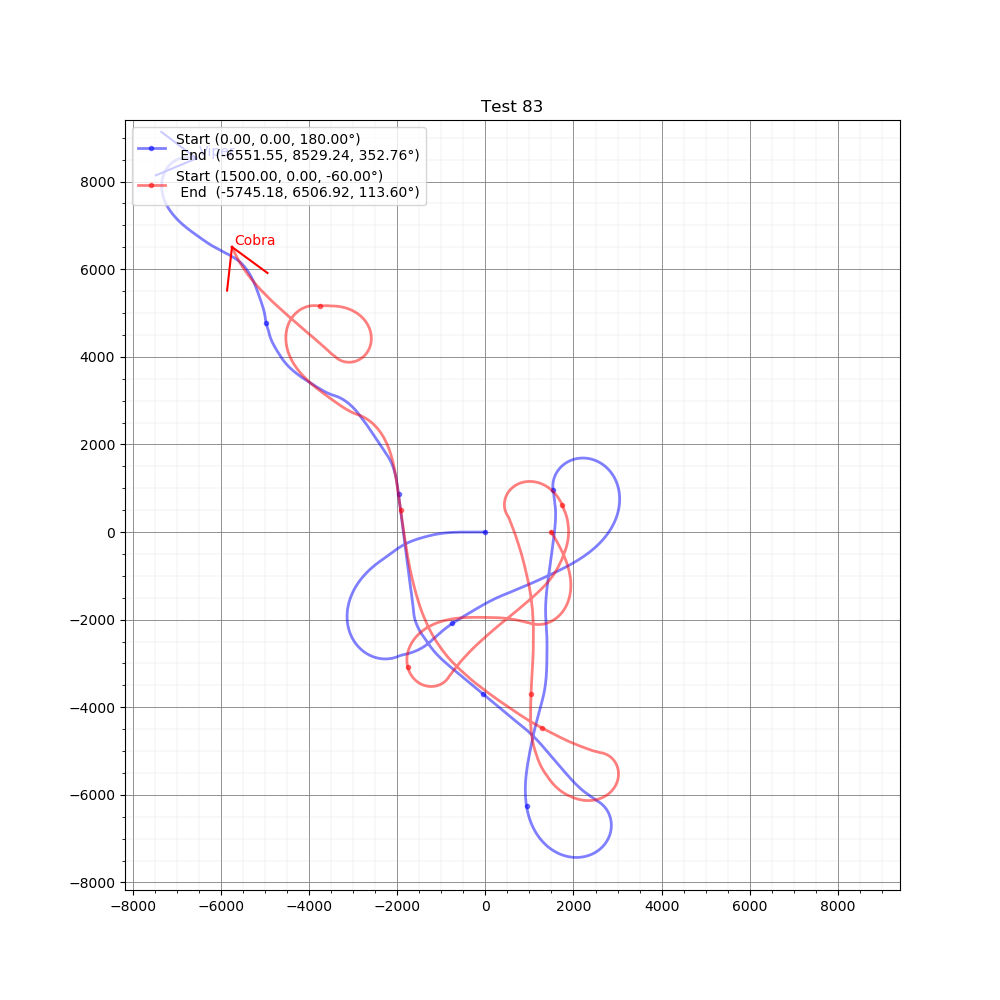 Test 83
Start (0.00, 0.00, 180.00°)
End (-6551.55, 8529.24, 352.76°)
Start (1500.00, 0.00, -60.00°)
End (-5745.18, 6506.92, 113.60°)
Cobra
8000
6000
4000
2000
0
−2000
−4000
−6000
−8000
−8000 −6000 −4000 −2000 0 2000 4000 6000 8000